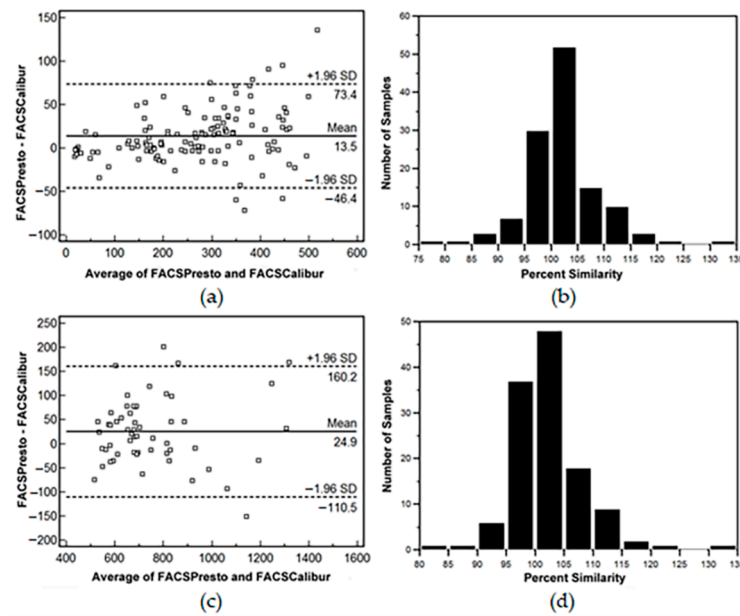 FACSPresto - FACSCalibur
150
100
50
0
−50
−100
+1.96 SD
73.4
Mean
13.5
−1.96 SD
−46.4
0 100 200 300 400 500 600
Average of FACSPresto and FACSCalibur
(a)
Number of Samples
60
50
40
30
20
10
0
75 80 85 90 95 100 105 110 115 120 125 130 135
Percent Similarity
(b)
FACSPresto - FACSCalibur
250
200
150
100
50
0
−50
−100
−150
−200
+1.96 SD
160.2
Mean
24.9
−1.96 SD
−110.5
400 600 800 1000 1200 1400 1600
Average of FACSPresto and FACSCalibur
(c)
Number of Samples
50
40
30
20
10
0
80 85 90 95 100 105 110 115 120 125 130 135
Percent Similarity
(d)